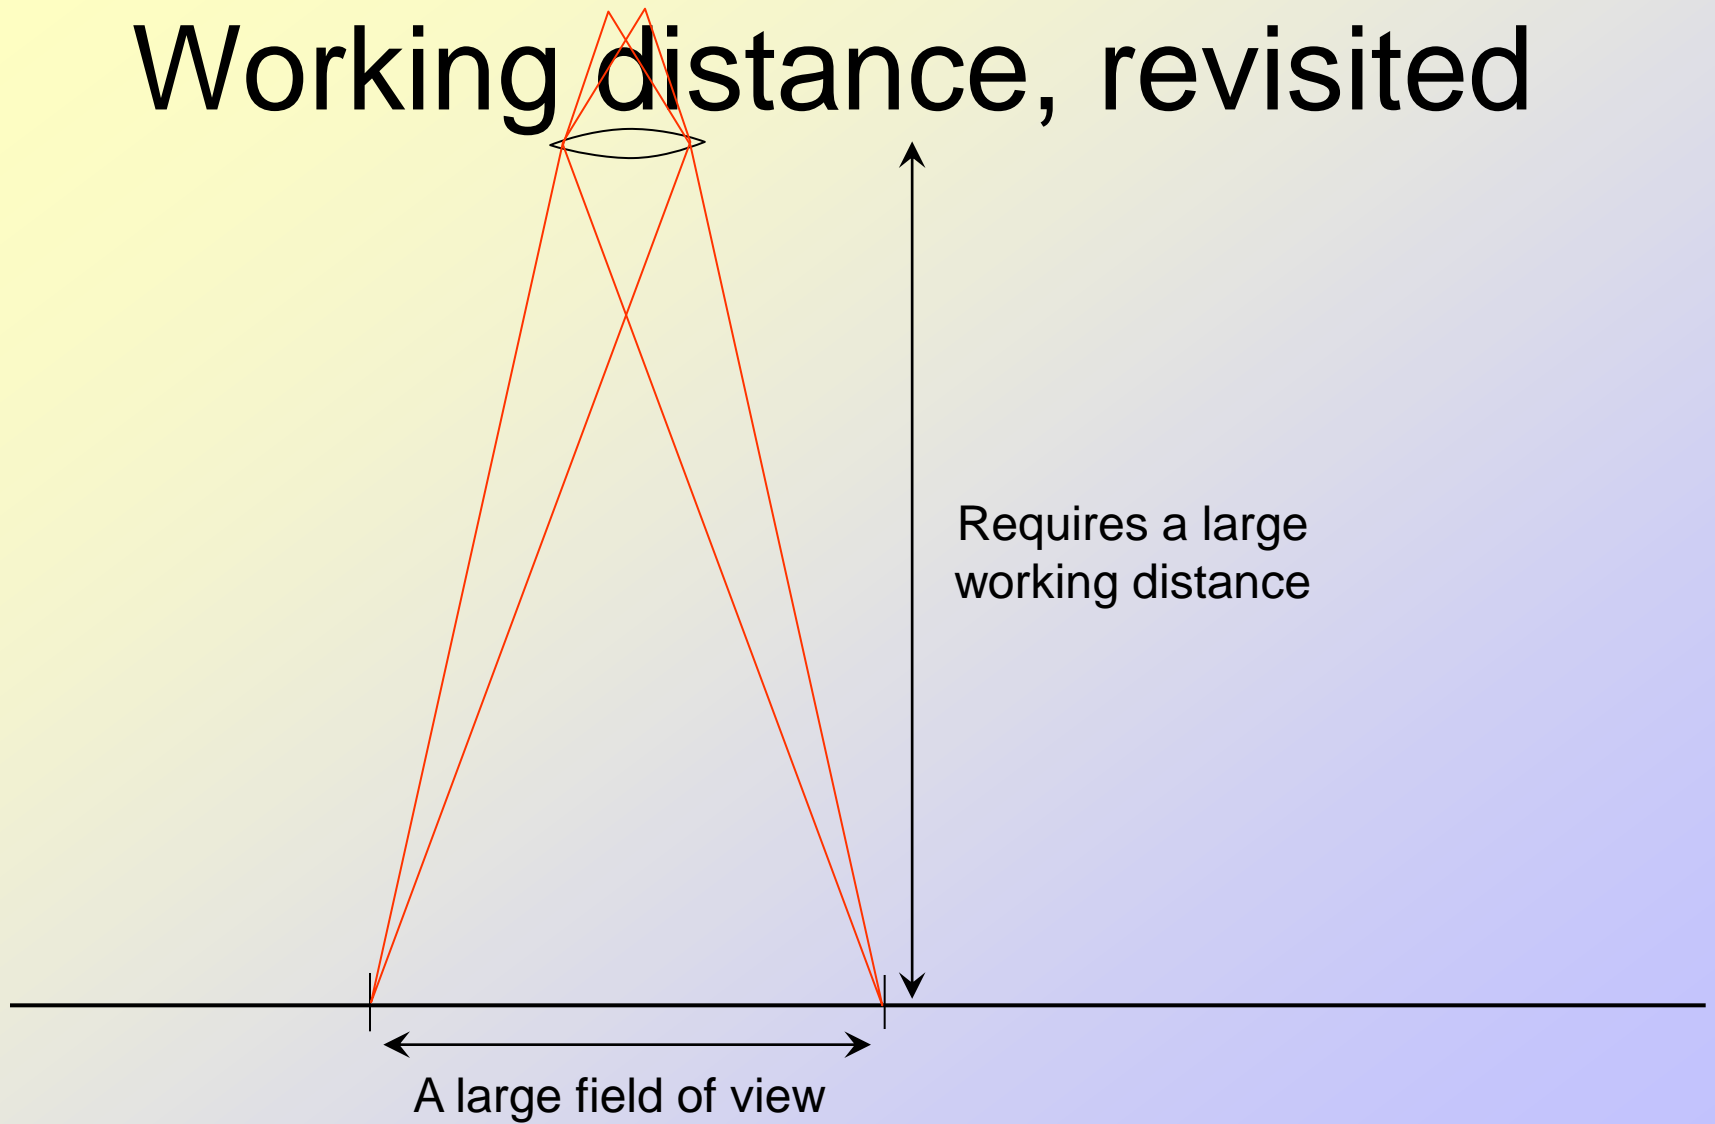 Working distance, revisited
Requires a large
working distance
A large field of view